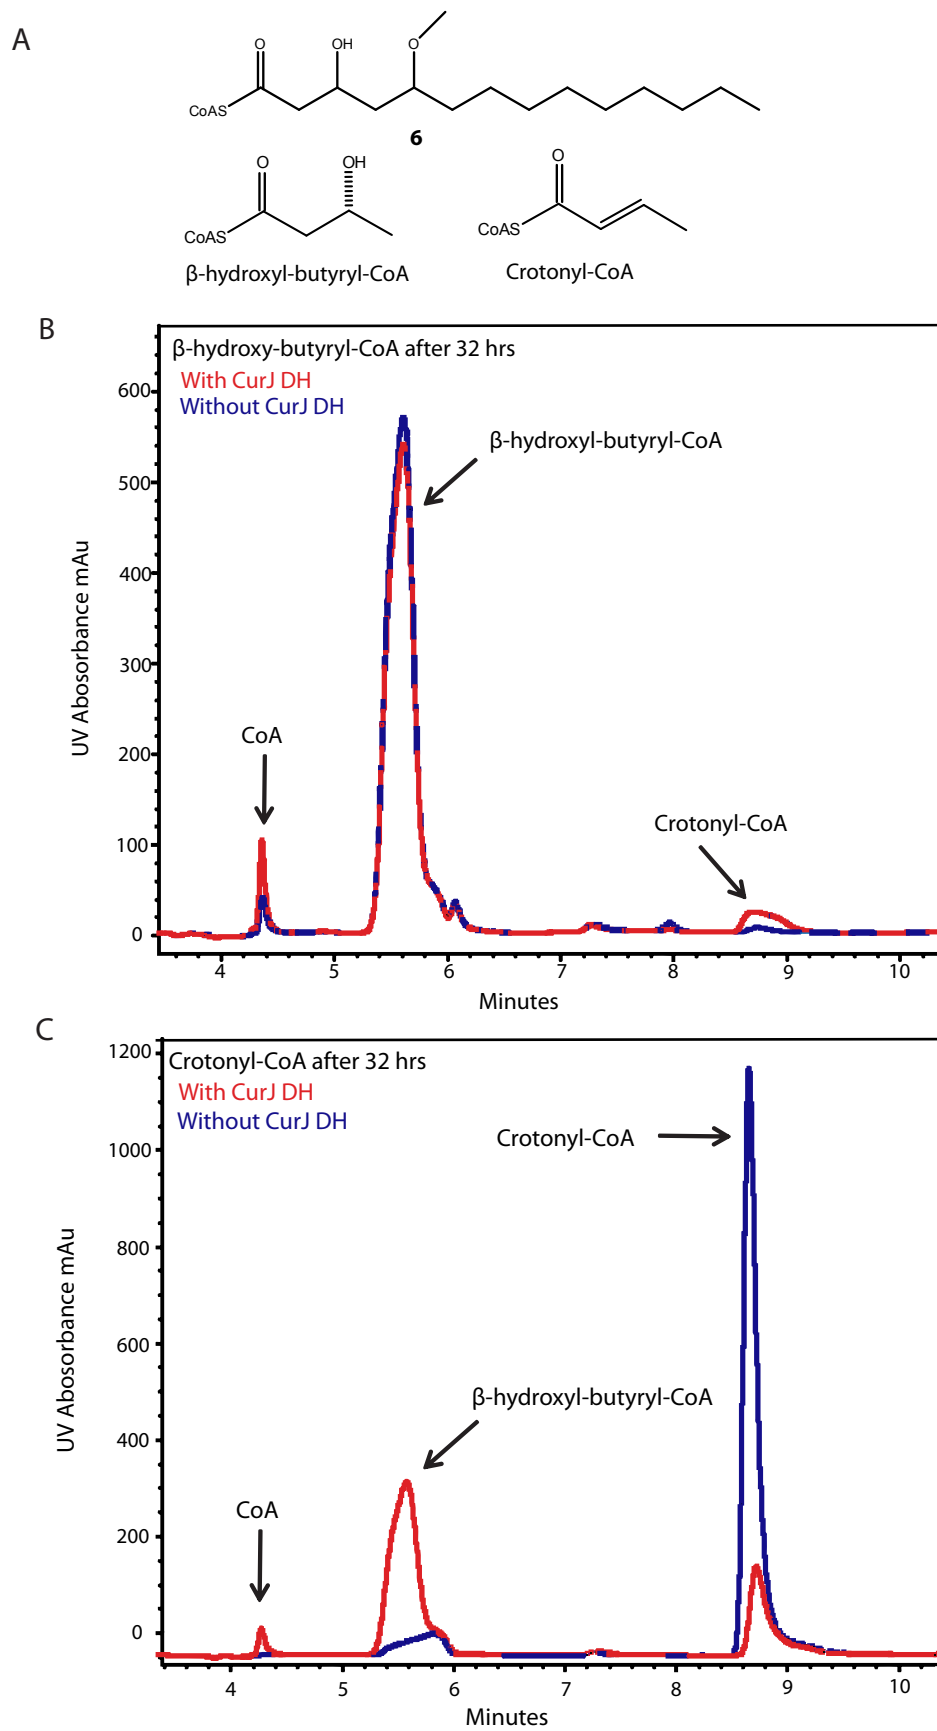 A
O
OH
O
CoAS
6
O
OH
CoAS
β-hydroxyl-butyryl-CoA
O
CoAS
Crotonyl-CoA
B
β-hydroxy-butyryl-CoA after 32 hrs
With CurJ DH
Without CurJ DH
β-hydroxyl-butyryl-CoA
CoA
Crotonyl-CoA
UV Abosorbance mAu
600
500
400
300
200
100
0
4 5 6 7 8 9 10
Minutes
C
Crotonyl-CoA after 32 hrs
With CurJ DH
Without CurJ DH
Crotonyl-CoA
β-hydroxyl-butyryl-CoA
CoA
UV Abosorbance mAu
1200
1000
800
600
400
200
0
4 5 6 7 8 9 10
Minutes